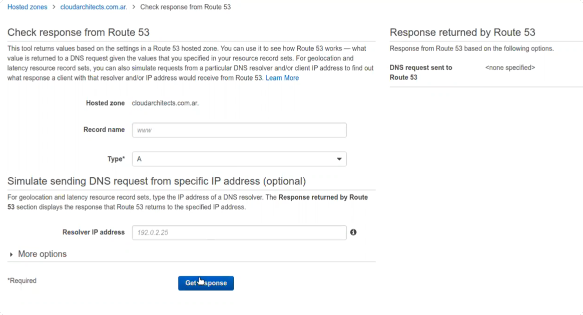 Hosted zones > cloudarchitects.com.ar. > Check response from Route 53
Check response from Route 53
This tool returns values based on the settings in a Route 53 hosted zone. You can use it see how Route 53 works — what
value is returned to a DNS request given the values that you specified in your resource record sets. For geolocation and
latency resource record sets, you can also simulate requests from a particular DNS resolver and/or client IP address to find out
what response a client with that resolver and/or IP address would receive from Route 53. Learn More
Hosted zone cloudarchitects.com.ar.
Record name www
Type* A
Simulate sending DNS request from specific IP address (optional)
For geolocation and latency resource record sets, type the IP address of a DNS resolver. The Response returned by Route
53 section displays the response that Route 53 returns to the specified IP address.
Resolver IP address 192.0.2.25
More options
*Required
Get response
Response returned by Route 53
Response from Route 53 based on the following options.
DNS request sent to <none specified>
Route 53